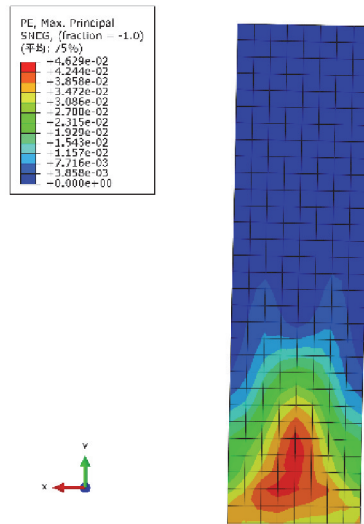 PE, Max. Principal
SNEG, (fraction = -1.0)
(平均: 75%)
+4.629e-02
+4.244e-02
+3.858e-02
+3.472e-02
+3.086e-02
+2.700e-02
+2.315e-02
+1.929e-02
+1.543e-02
+1.157e-02
+7.716e-03
+3.858e-03
+0.000e+00
Y
X